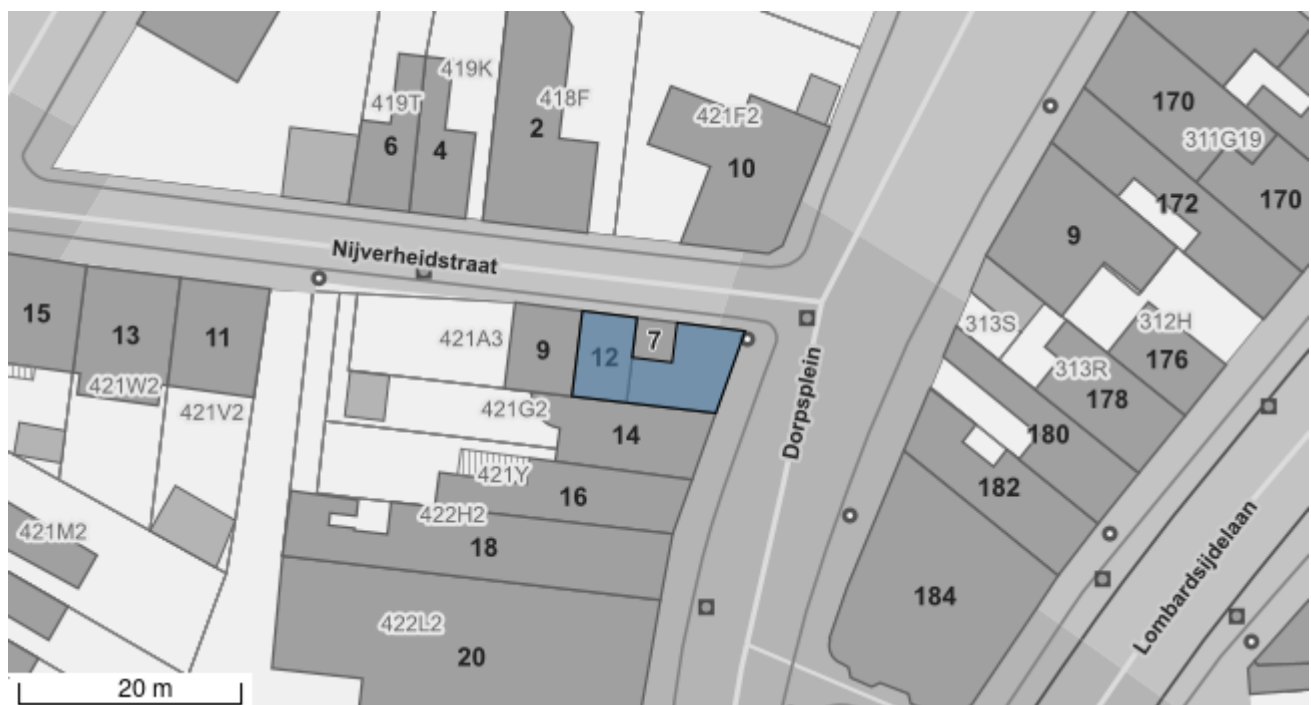 419K
419T
418F
421F2
6
4
2
10
170
311G19
170
172
9
Nijverheidstraat
15
13
11
421A3
9
12
7
313S
312H
176
421W2
421V2
421G2
14
Dorpsplein
313R
178
180
421Y
16
182
422H2
18
421M2
184
Lombardsijdelaan
422L2
20
20 m